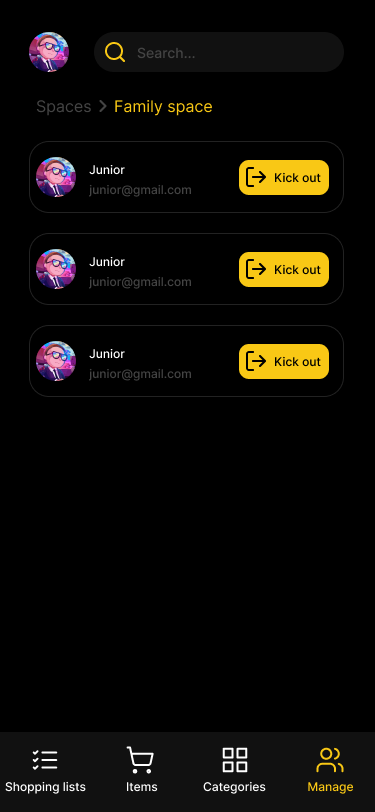 Search...
Spaces Family space
Junior
junior@gmail.com
Kick out
Junior
junior@gmail.com
Kick out
Junior
junior@gmail.com
Kick out
Shopping lists Items Categories Manage